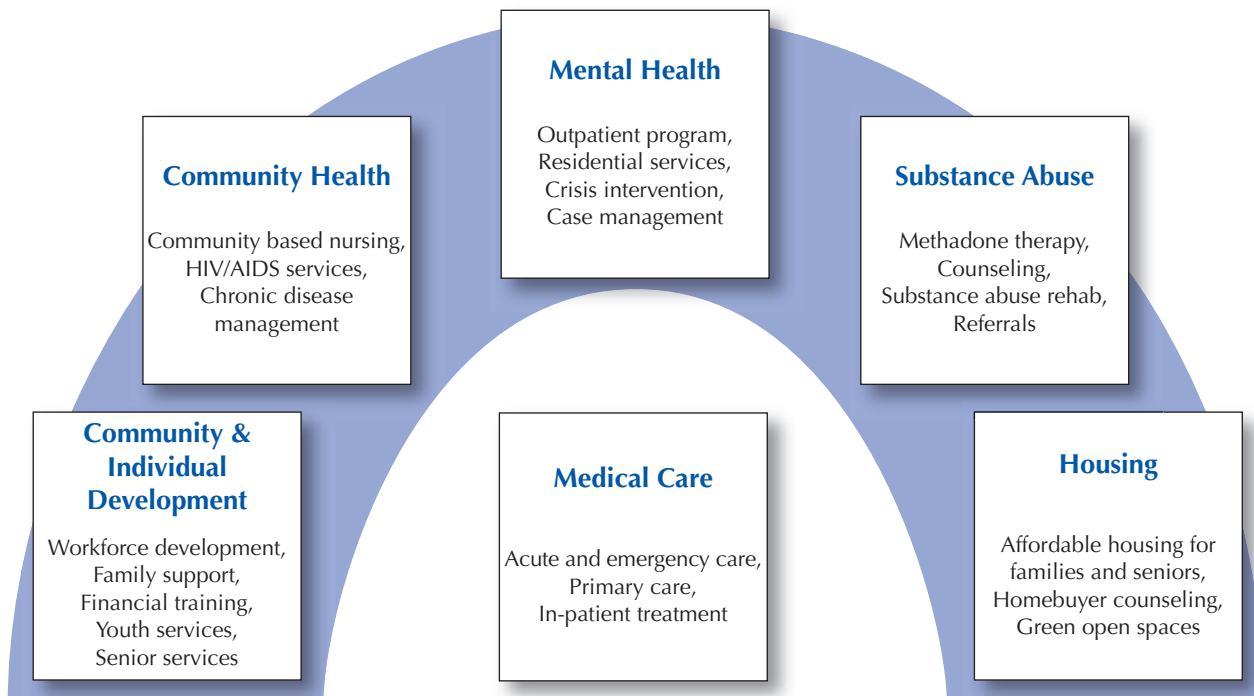 Mental Health
Outpatient program,
Residential services,
Crisis intervention,
Case management
Community Health
Community based nursing,
HIV/AIDS services,
Chronic disease
management
Substance Abuse
Methadone therapy,
Counseling,
Substance abuse rehab,
Referrals
Community &
Individual
Development
Workforce development,
Family support,
Financial training,
Youth services,
Senior services
Medical Care
Acute and emergency care,
Primary care,
In-patient treatment
Housing
Affordable housing for
families and seniors,
Homebuyer counseling,
Green open spaces